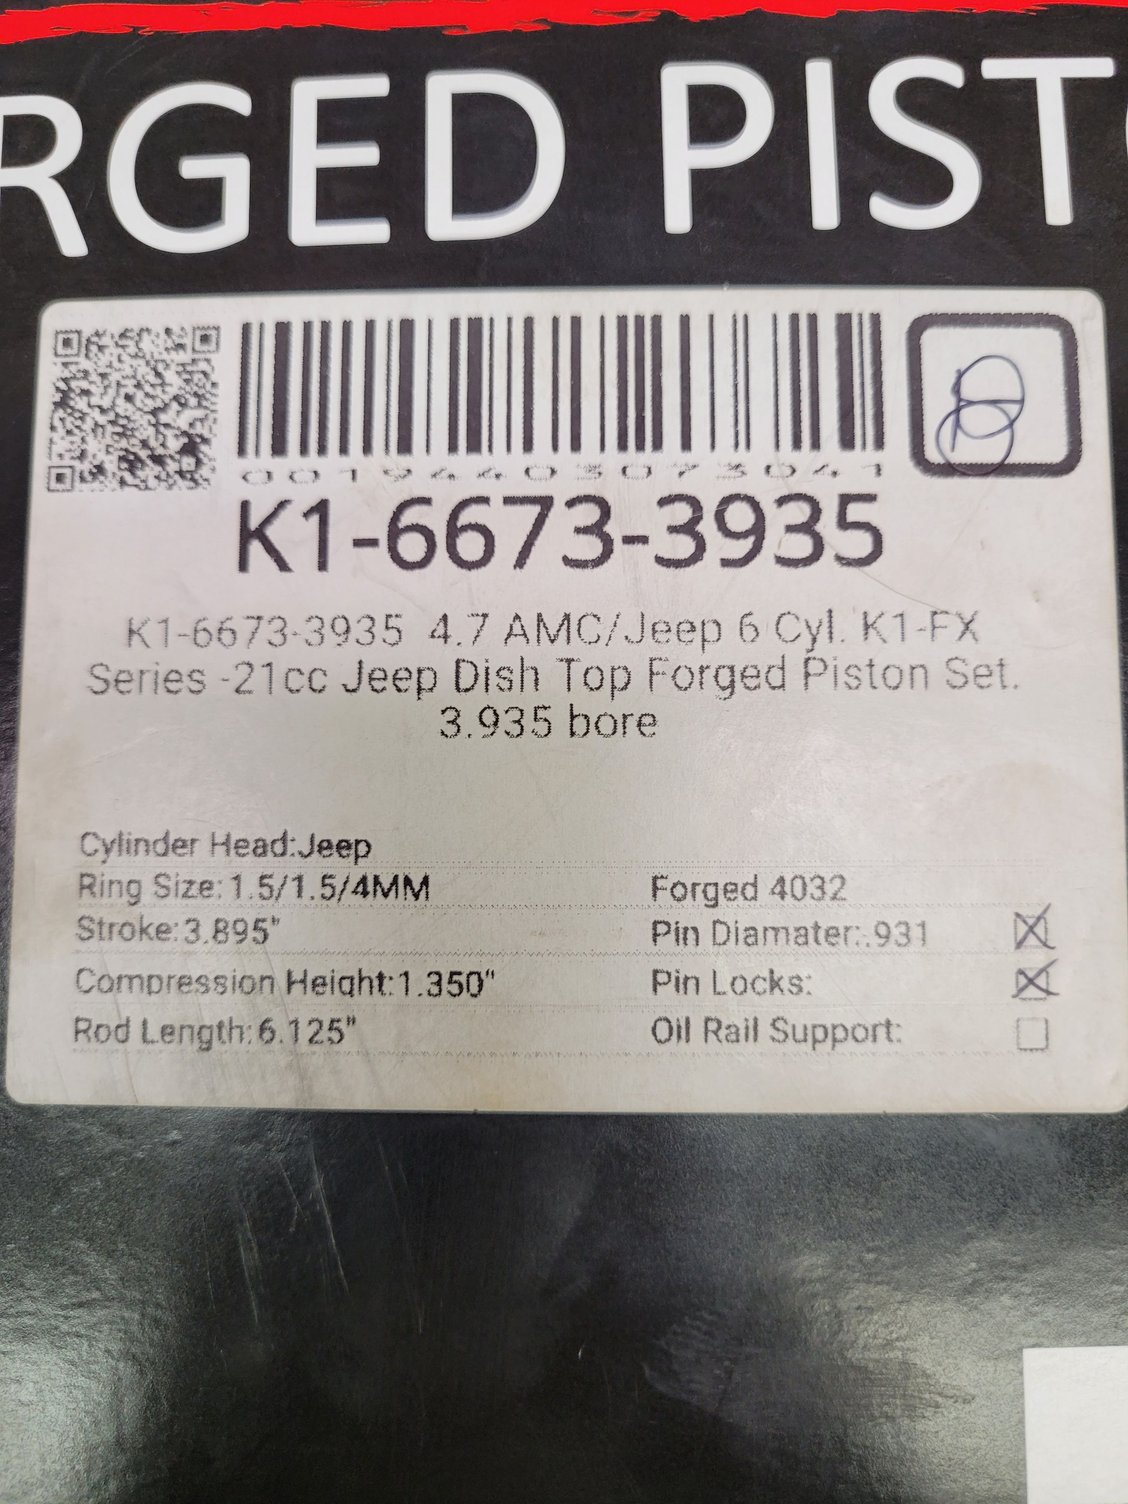 RGED PIST
001944030730​41
K1-6673-3935
K1-6673-3935 4.7 AMC/Jeep 6 Cyl. K1-FX
Series -21cc Jeep Dish Top Forged Piston Set.
3.935 bore
Cylinder Head:Jeep
Ring Size:1.5/1.5/4MM Forged 4032
Stroke:3.895" Pin Diamater:.931
Compression Height:1.350" Pin Locks:
Rod Length:6.125" Oil Rail Support: